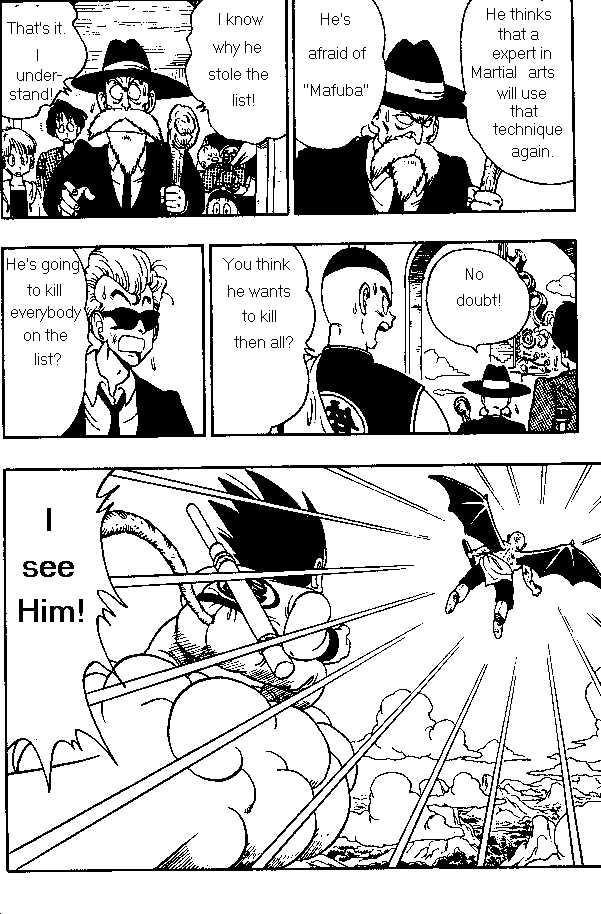 That's it.
I
under-
stand!
I know
why he
stole the
list!
He's
afraid of
"Mafuba"
He thinks
that a
expert in
Martial arts
will use
that
technique
again.
He's going
to kill
everybody
on the
list?
You think
he wants
to kill
then all?
No
doubt!
I
see
Him!